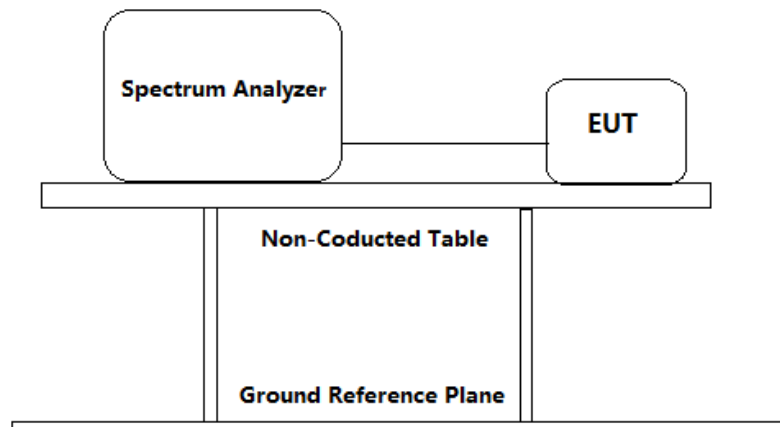 Spectrum Analyzer
EUT
Non-Coducted Table
Ground Reference Plane